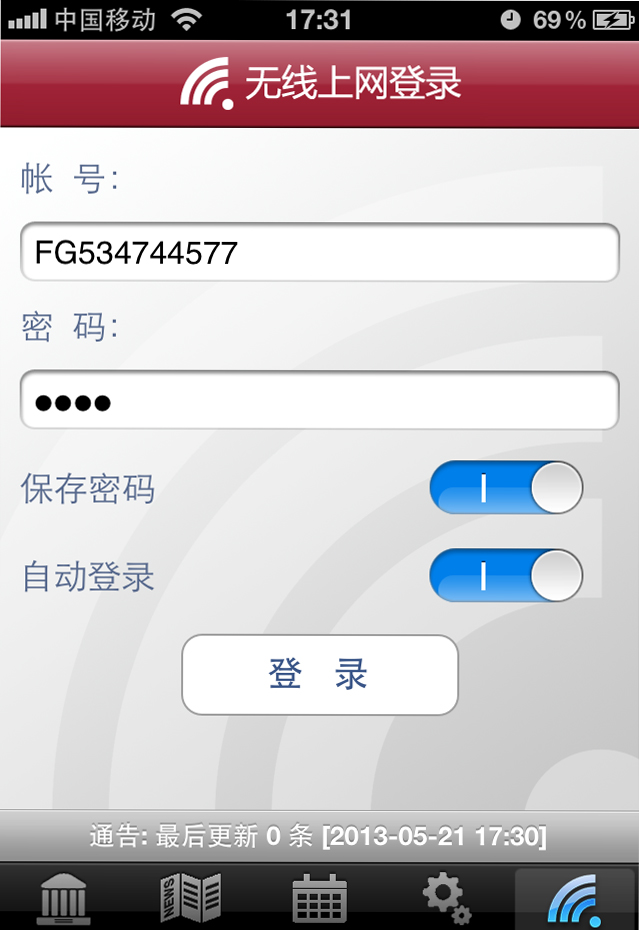 中国移动 17:31 69%
无线上网登录
帐 号:
FG534744577
密 码:
••••
保存密码
自动登录
登 录
通告: 最后更新 0 条 [2013-05-21 17:30]
NEWS